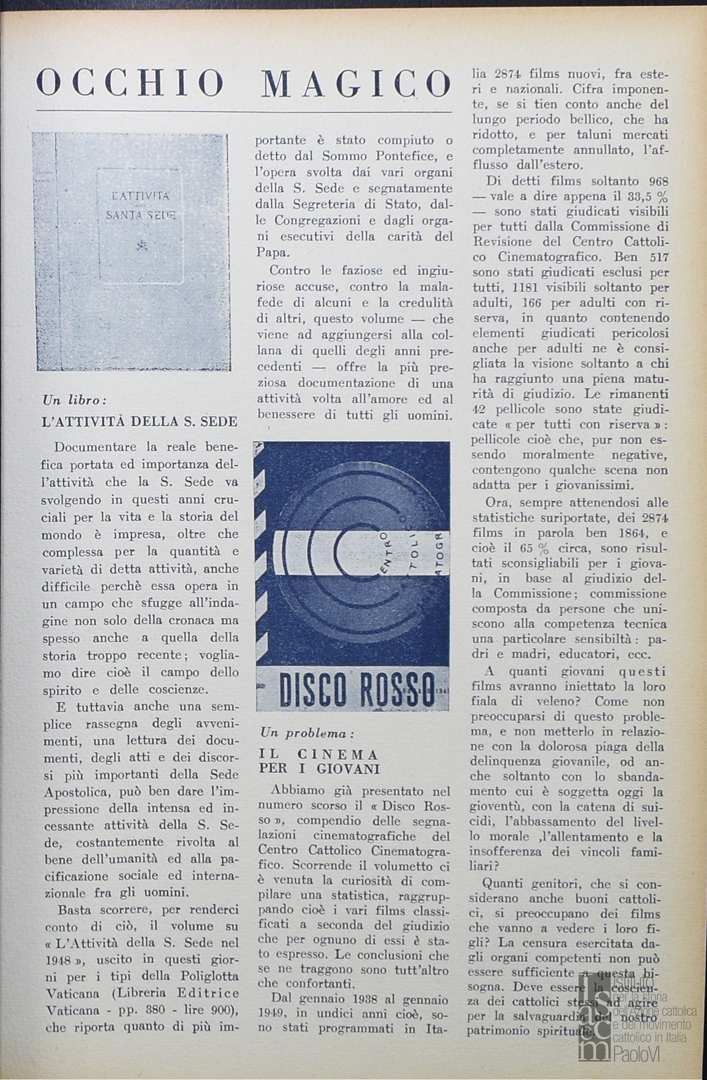 OCCHIO MAGICO
L'ATTIVITÀ
SANTA SEDE
Un libro:
L'ATTIVITÀ DELLA S. SEDE
Documentare la reale bene-
fica portata ed importanza del-
l'attività che la S. Sede va
svolgendo in questi anni cru-
ciali per la vita e la storia del
mondo è impresa, oltre che
complessa per la quantità e
varietà di detta attività, anche
difficile perchè essa opera in
un campo che sfugge all'inda-
gine non solo della cronaca ma
spesso anche a quella della
storia troppo recente; voglia-
mo dire cioè il campo dello
spirito e delle coscienze.
E tuttavia anche una sem-
plice rassegna degli avveni-
menti, una lettura dei docu-
menti, degli atti e dei discor-
si più importanti della Sede
Apostolica, può ben dare l'im-
pressione della intensa ed in-
cessante attività della S. Se-
de, costantemente rivolta al
bene dell'umanità ed alla pa-
cificazione sociale ed interna-
zionale fra gli uomini.
Basta scorrere, per renderci
conto di ciò, il volume su
« L'Attività della S. Sede nel
1948 », uscito in questi gior-
ni per i tipi della Poliglotta
Vaticana (Libreria Editrice
Vaticana - pp. 380 - lire 900),
che riporta quanto di più im-
portante è stato compiuto o
detto dal Sommo Pontefice, e
l'opera svolta dai vari organi
della S. Sede e segnatamente
dalla Segreteria di Stato, dal-
le Congregazioni e dagli orga-
ni esecutivi della carità del
Papa.
Contro le faziose ed ingiu-
riose accuse, contro la mala-
fede di alcuni e la credulità
di altri, questo volume — che
viene ad aggiungersi alla col-
lana di quelli degli anni pre-
cedenti — offre la più pre-
ziosa documentazione di una
attività volta all'amore ed al
benessere di tutti gli uomini.
CENTRO
CATTOLICO
CINEMATOGR
DISCO ROSSO
Un problema:
IL CINEMA
PER I GIOVANI
Abbiamo già presentato nel
numero scorso il « Disco Ros-
so », compendio delle segna-
lazioni cinematografiche del
Centro Cattolico Cinematogra-
fico. Scorrende il volumetto ci
è venuta la curiosità di com-
pilare una statistica, raggrup-
pando cioè i vari films classi-
ficati a seconda del giudizio
che per ognuno di essi è sta-
to espresso. Le conclusioni che
se ne traggono sono tutt'altro
che confortanti.
Dal gennaio 1938 al gennaio
1949, in undici anni cioè, so-
no stati programmati in Ita-
lia 2874 films nuovi, fra este-
ri e nazionali. Cifra imponen-
te, se si tien conto anche del
lungo periodo bellico, che ha
ridotto, e per taluni mercati
completamente annullato, l'af-
flusso dall'estero.
Di detti films soltanto 968
— vale a dire appena il 33,5 %
— sono stati giudicati visibili
per tutti dalla Commissione di
Revisione del Centro Cattoli-
co Cinematografico. Ben 517
sono stati giudicati esclusi per
tutti, 1181 visibili soltanto per
adulti, 166 per adulti con ri-
serva, in quanto contenendo
elementi giudicati pericolosi
anche per adulti ne è consi-
gliata la visione soltanto a chi
ha raggiunto una piena matu-
rità di giudizio. Le rimanenti
42 pellicole sono state giudi-
cate « per tutti con riserva »:
pellicole cioè che, pur non es-
sendo moralmente negative,
contengono qualche scena non
adatta per i giovanissimi.
Ora, sempre attenendosi alle
statistiche suriportate, dei 2874
films in parola ben 1864, e
cioè il 65 % circa, sono risul-
tati sconsigliabili per i giova-
ni, in base al giudizio del-
la Commissione; commissione
composta da persone che uni-
scono alla competenza tecnica
una particolare sensibiltà: pa-
dri e madri, educatori, ecc.
A quanti giovani questi
films avranno iniettato la loro
fiala di veleno? Come non
preoccuparsi di questo proble-
ma, e non metterlo in relazio-
ne con la dolorosa piaga della
delinquenza giovanile, od an-
che soltanto con lo sbanda-
mento cui è soggetta oggi la
gioventù, con la catena di sui-
cidi, l'abbassamento del livel-
lo morale ,l'allentamento e la
insofferenza dei vincoli fami-
liari?
Quanti genitori, che si con-
siderano anche buoni cattoli-
ci, si preoccupano dei films
che vanno a vedere i loro fi-
gli? La censura esercitata da-
gli organi competenti non può
essere sufficiente a questa bi-
sogna. Deve essere la coscien-
za dei cattolici stessi ad agire
per la salvaguardia del nostro
patrimonio spirituale.
ISTITUTO
per la storia
dell'Azione cattolica
e del movimento
cattolico in Italia
PaoloVI